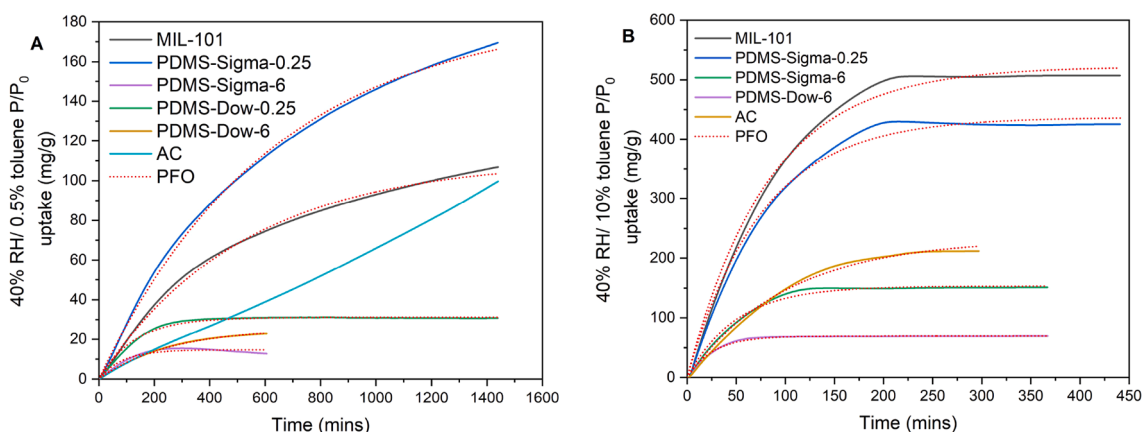 A
MIL-101
PDMS-Sigma-0.25
PDMS-Sigma-6
PDMS-Dow-0.25
PDMS-Dow-6
AC
PFO
40% RH/ 0.5% toluene P/P0
uptake (mg/g)
180
160
140
120
100
80
60
40
20
0
0 200 400 600 800 1000 1200 1400 1600
Time (mins)
B
MIL-101
PDMS-Sigma-0.25
PDMS-Sigma-6
PDMS-Dow-6
AC
PFO
40% RH/ 10% toluene P/P0
uptake (mg/g)
600
500
400
300
200
100
0
0 50 100 150 200 250 300 350 400 450
Time (mins)